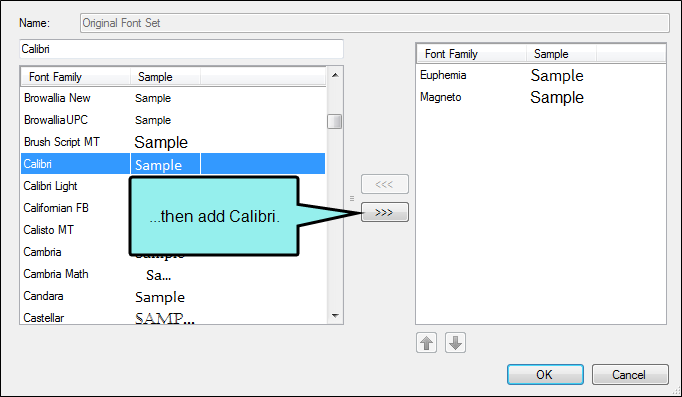 Name: Original Font Set
Calibri
Font Family Sample
Browallia New Sample
BrowalliaUPC Sample
Brush Script MT Sample
Calibri Sample
Calibri Light
Californian FB
Calisto MT
Cambria Sample
Cambria Math Sa...
Candara Sample
Castellar SAMP...
...then add Calibri.
<<<
>>>
Font Family Sample
Euphemia Sample
Magneto Sample
OK Cancel